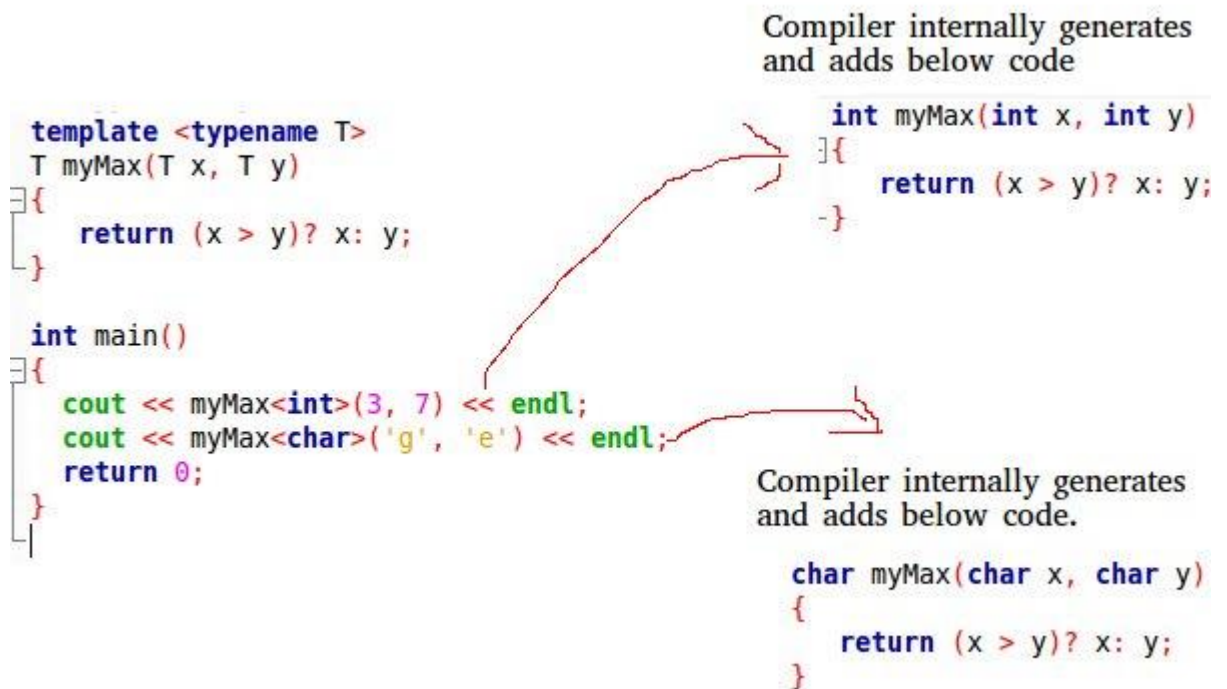 template <typename T>
T myMax(T x, T y)
{
return (x > y)? x: y;
}
int main()
{
cout << myMax<int>(3, 7) << endl;
cout << myMax<char>('g', 'e') << endl;
return 0;
}
Compiler internally generates
and adds below code
int myMax(int x, int y)
{
return (x > y)? x: y;
}
Compiler internally generates
and adds below code.
char myMax(char x, char y)
{
return (x > y)? x: y;
}